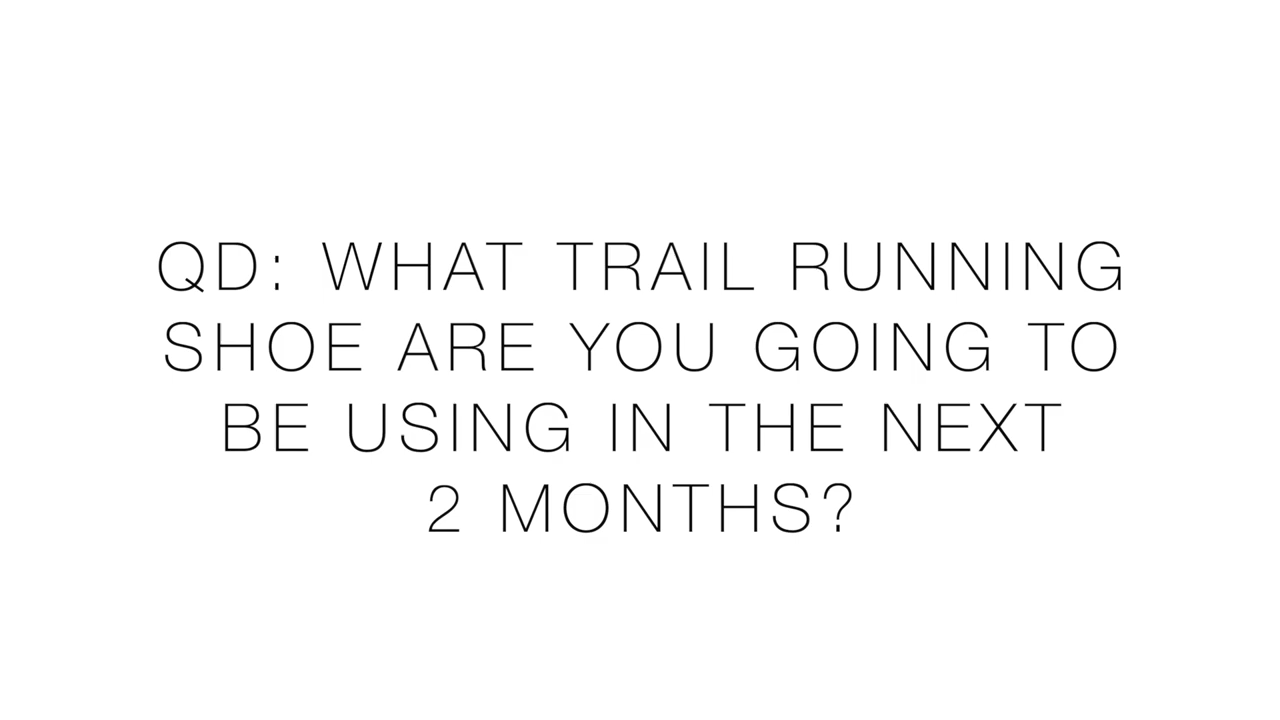 QD: WHAT TRAIL RUNNING
SHOE ARE YOU GOING TO
BE USING IN THE NEXT
2 MONTHS?